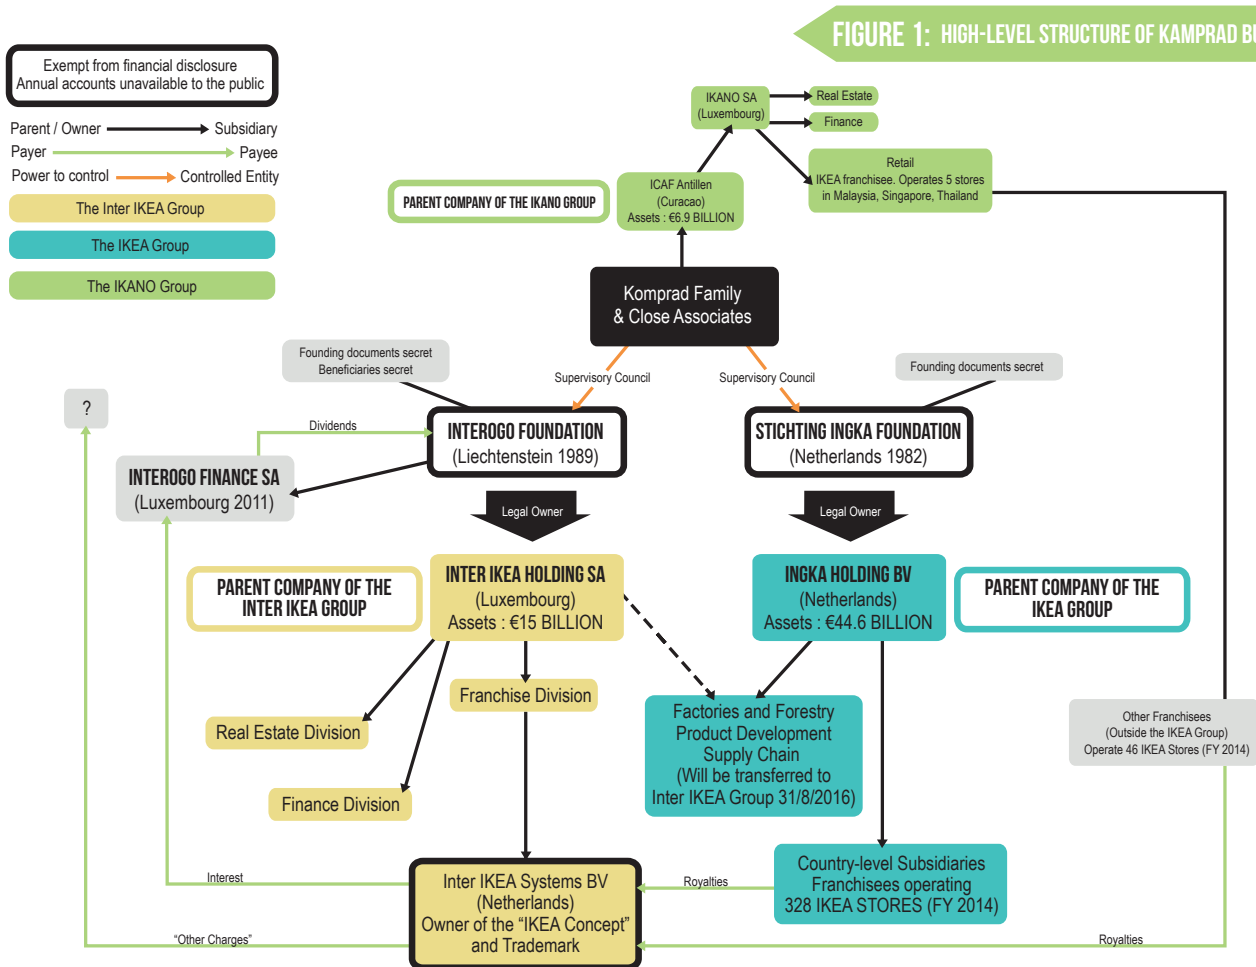 FIGURE 1: HIGH-LEVEL STRUCTURE OF KAMPRAD BU
Exempt from financial disclosure
Annual accounts unavailable to the public
Parent / Owner
Subsidiary
Payer
Payee
Power to control
Controlled Entity
The Inter IKEA Group
The IKEA Group
The IKANO Group
IKANO SA
(Luxembourg)
Real Estate
Finance
Retail
IKEA franchisee. Operates 5 stores
in Malaysia, Singapore, Thailand
PARENT COMPANY OF THE IKANO GROUP
ICAF Antillen
(Curacao)
Assets : €6.9 BILLION
Komprad Family
& Close Associates
Founding documents secret
Beneficiaries secret
Supervisory Council
Supervisory Council
Founding documents secret
?
Dividends
INTEROGO FOUNDATION
(Liechtenstein 1989)
STICHTING INGKA FOUNDATION
(Netherlands 1982)
INTEROGO FINANCE SA
(Luxembourg 2011)
Legal Owner
Legal Owner
PARENT COMPANY OF THE
INTER IKEA GROUP
INTER IKEA HOLDING SA
(Luxembourg)
Assets : €15 BILLION
INGKA HOLDING BV
(Netherlands)
Assets : €44.6 BILLION
PARENT COMPANY OF THE
IKEA GROUP
Franchise Division
Real Estate Division
Finance Division
Factories and Forestry
Product Development
Supply Chain
(Will be transferred to
Inter IKEA Group 31/8/2016)
Other Franchisees
(Outside the IKEA Group)
Operate 46 IKEA Stores (FY 2014)
Interest
Inter IKEA Systems BV
(Netherlands)
Owner of the “IKEA Concept”
and Trademark
Royalties
Country-level Subsidiaries
Franchisees operating
328 IKEA STORES (FY 2014)
“Other Charges”
Royalties